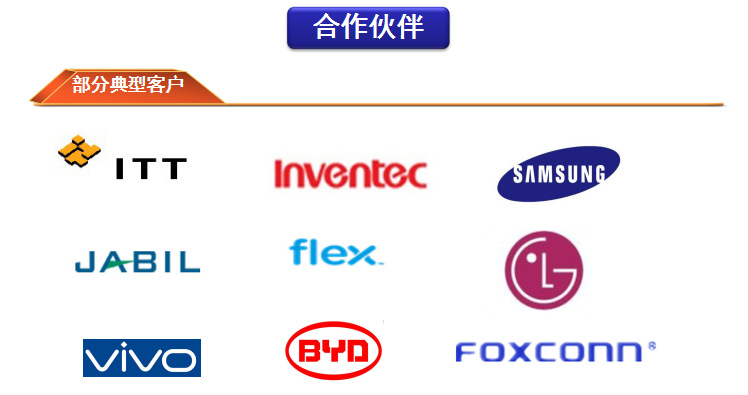 合作伙伴
部分典型客户
ITT
Inventec
SAMSUNG
JABIL
flex
LG
vivo
BYD
FOXCONN ®